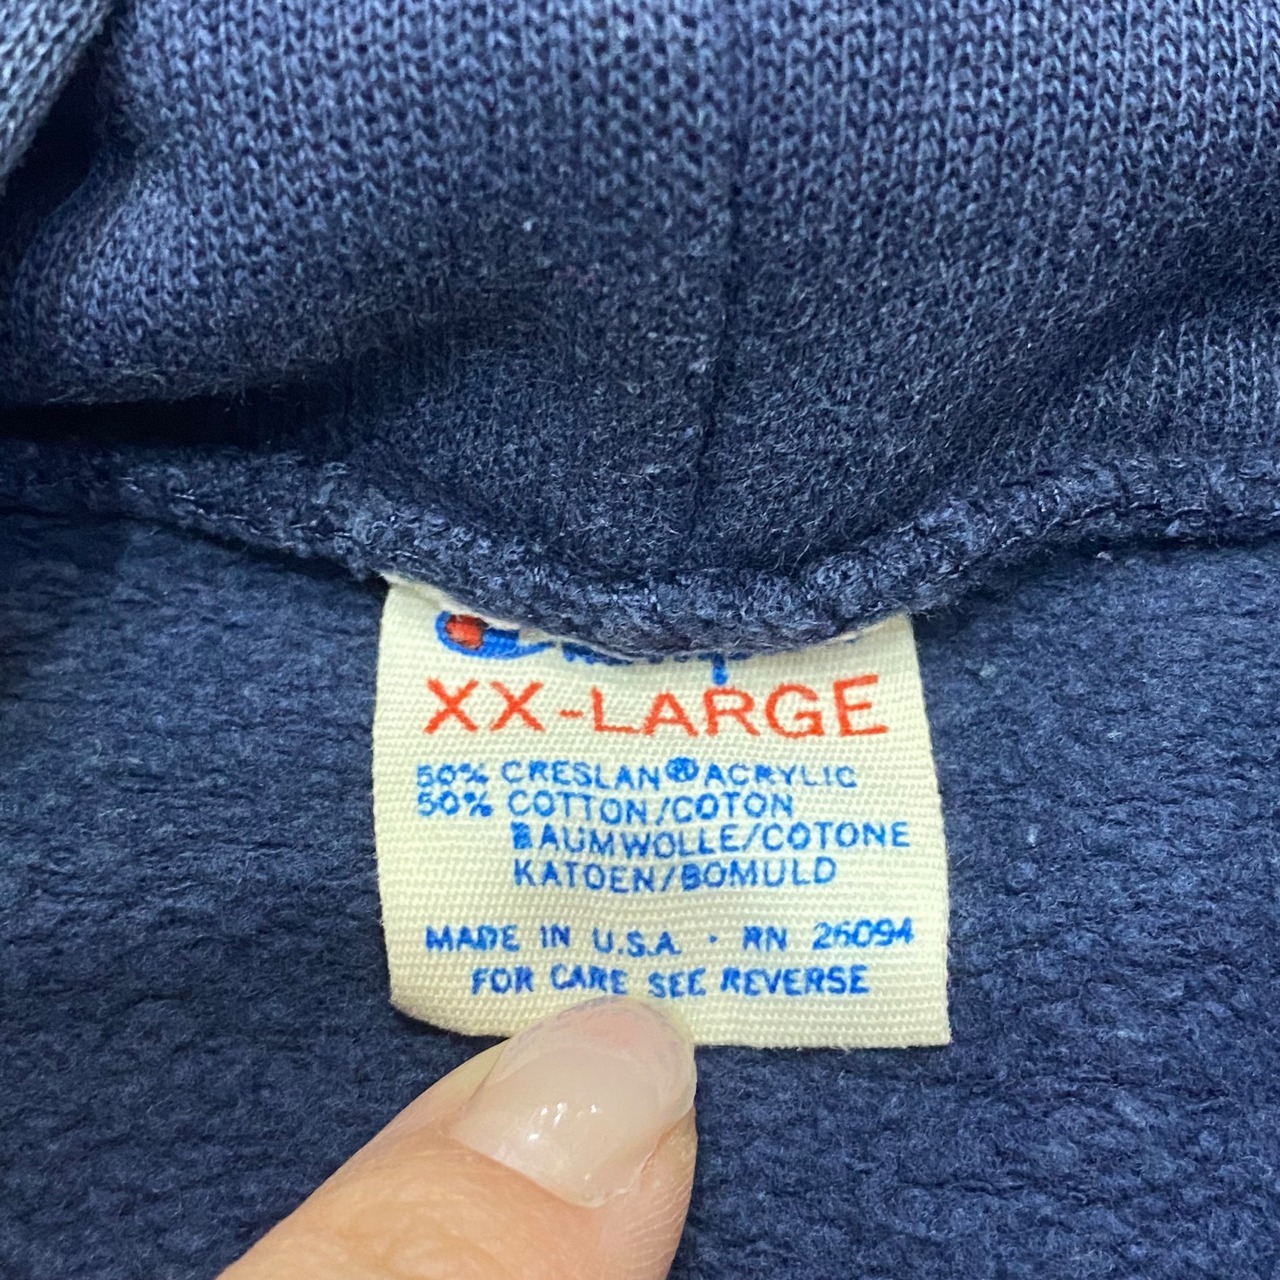 Champion
XX-LARGE
50% CRESLAN® ACRYLIC
50% COTTON/COTON
BAUMWOLLE/COTONE
KATOEN/BOMULD
MADE IN U.S.A. · RN 26094
FOR CARE SEE REVERSE